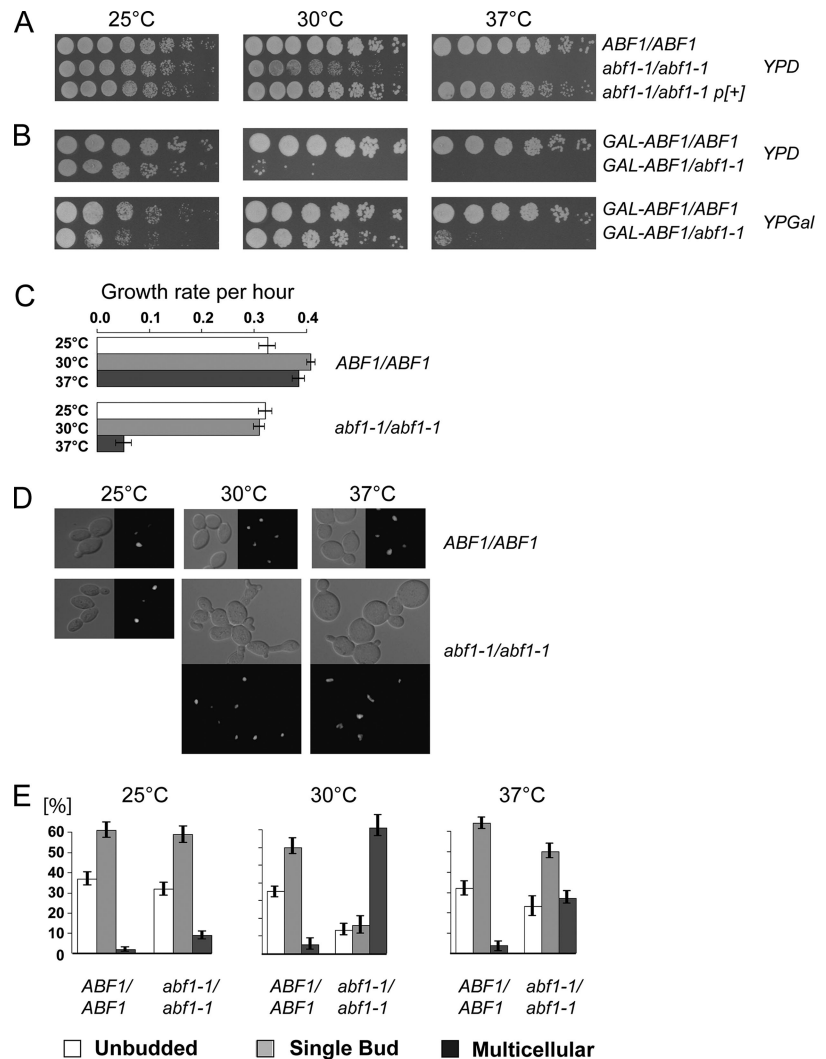 A
25°C 30°C 37°C
ABF1/ABF1
abf1-1/abf1-1
abf1-1/abf1-1 p[+]
YPD
B
GAL-ABF1/ABF1
GAL-ABF1/abf1-1
YPD
GAL-ABF1/ABF1
GAL-ABF1/abf1-1
YPGal
C
Growth rate per hour
0.0 0.1 0.2 0.3 0.4
25°C
30°C
37°C
ABF1/ABF1
25°C
30°C
37°C
abf1-1/abf1-1
D
25°C 30°C 37°C
ABF1/ABF1
abf1-1/abf1-1
E
25°C 30°C 37°C
[%]
60
50
40
30
20
10
0
ABF1/ abf1-1/ ABF1/ abf1-1/ ABF1/ abf1-1/
ABF1 abf1-1 ABF1 abf1-1 ABF1 abf1-1
Unbudded Single Bud Multicellular